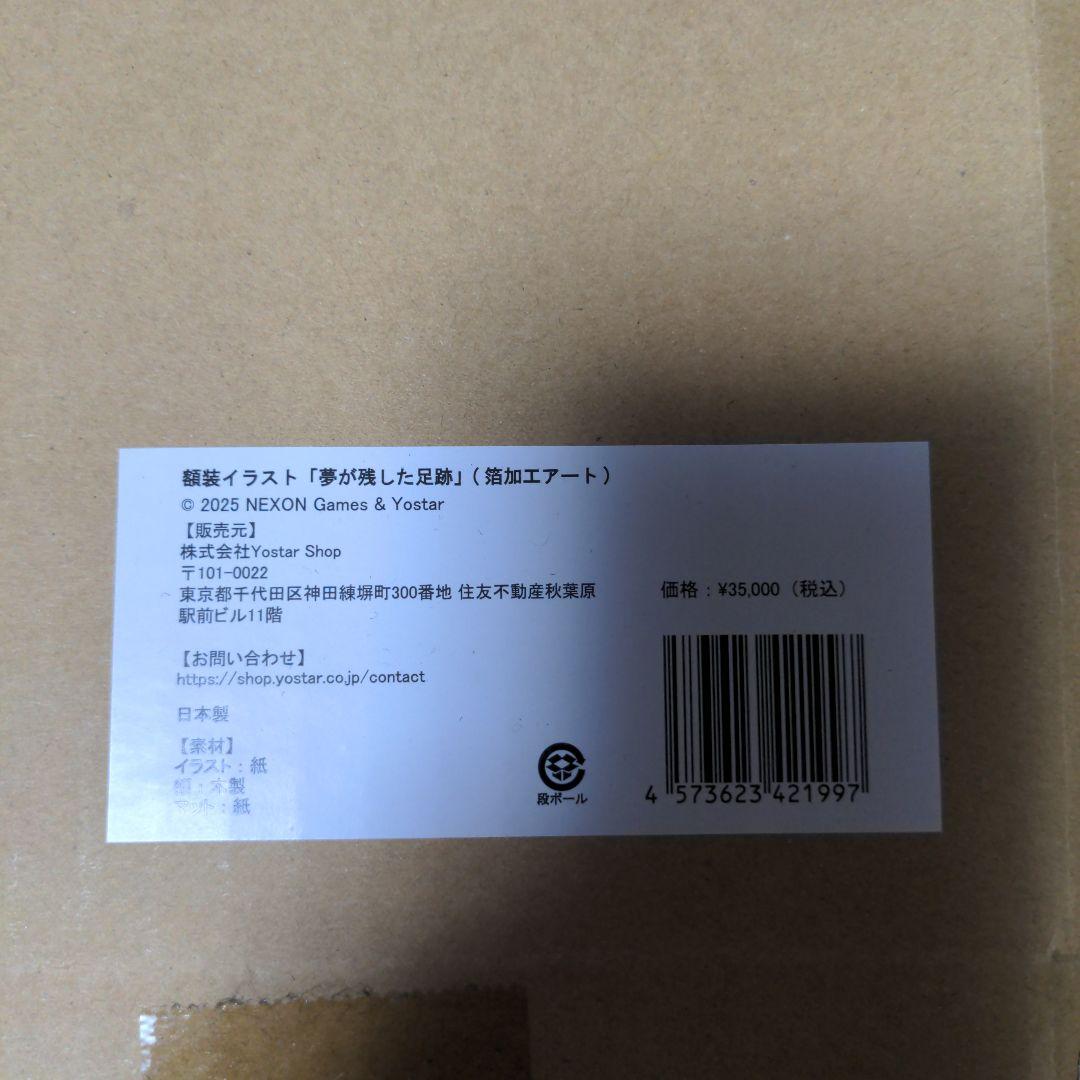 額装イラスト「夢が残した足跡」(箔加工アート)
© 2025 NEXON Games & Yostar
【販売元】
株式会社Yostar Shop
〒101-0022
東京都千代田区神田練塀町300番地 住友不動産秋葉原
駅前ビル11階
価格:¥35,000(税込)
【お問い合わせ】
https://shop.yostar.co.jp/contact
日本製
【素材】
イラスト:紙
額:木製
マット:紙
段ボール
4 573623 421997